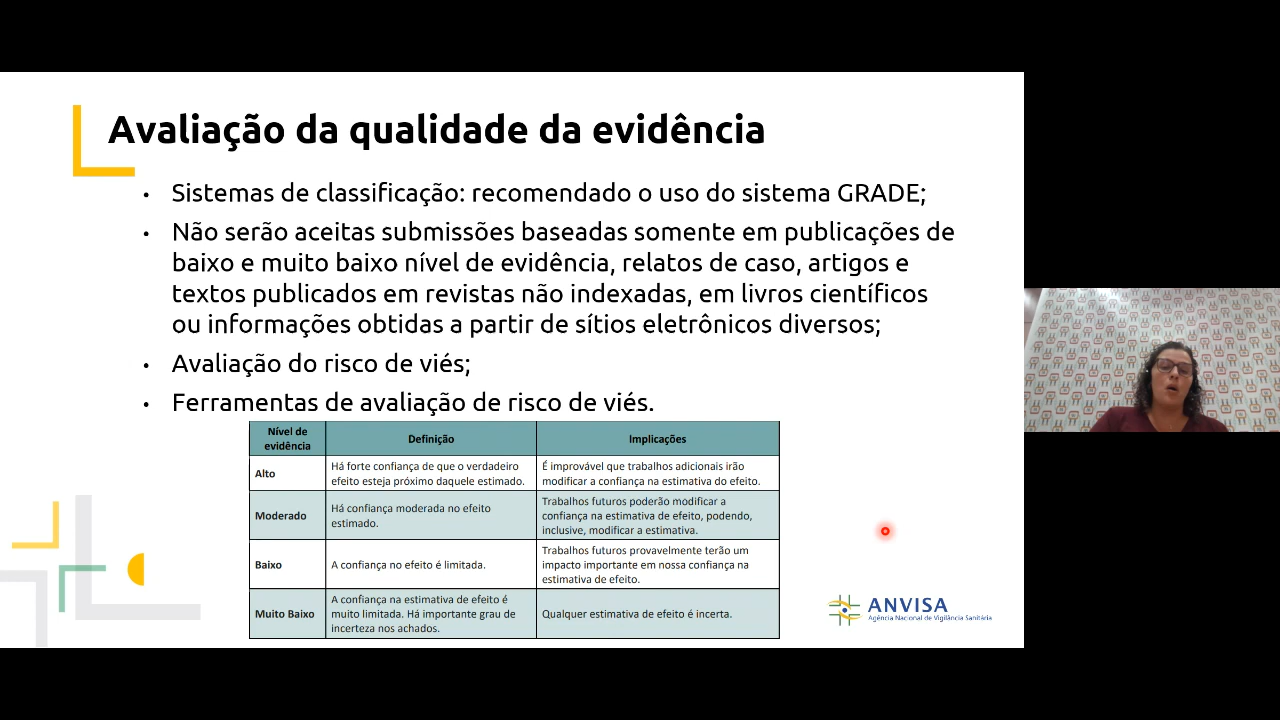 Avaliação da qualidade da evidência
• Sistemas de classificação: recomendado o uso do sistema GRADE;
• Não serão aceitas submissões baseadas somente em publicações de
baixo e muito baixo nível de evidência, relatos de caso, artigos e
textos publicados em revistas não indexadas, em livros científicos
ou informações obtidas a partir de sítios eletrônicos diversos;
• Avaliação do risco de viés;
• Ferramentas de avaliação de risco de viés.
Nível de
evidência
Definição
Implicações
Alto
Há forte confiança de que o verdadeiro
efeito esteja próximo daquele estimado.
É improvável que trabalhos adicionais irão
modificar a confiança na estimativa do efeito.
Moderado
Há confiança moderada no efeito
estimado.
Trabalhos futuros poderão modificar a
confiança na estimativa de efeito, podendo,
inclusive, modificar a estimativa.
Baixo
A confiança no efeito é limitada.
Trabalhos futuros provavelmente terão um
impacto importante em nossa confiança na
estimativa de efeito.
Muito Baixo
A confiança na estimativa de efeito é
muito limitada. Há importante grau de
incerteza nos achados.
Qualquer estimativa de efeito é incerta.
ANVISA
Agência Nacional de Vigilância Sanitária